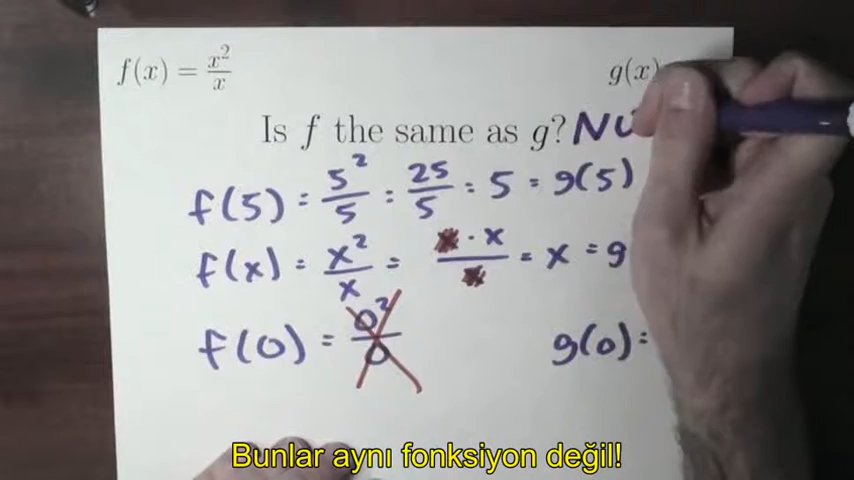 f(x) = x²/x g(x)
Is f the same as g? NO
f(5) = 5²/5 = 25/5 = 5 = g(5)
f(x) = x²/x = x · x/x = x = g
f(0) = 0²/0 g(0) =
Bunlar aynı fonksiyon değil!